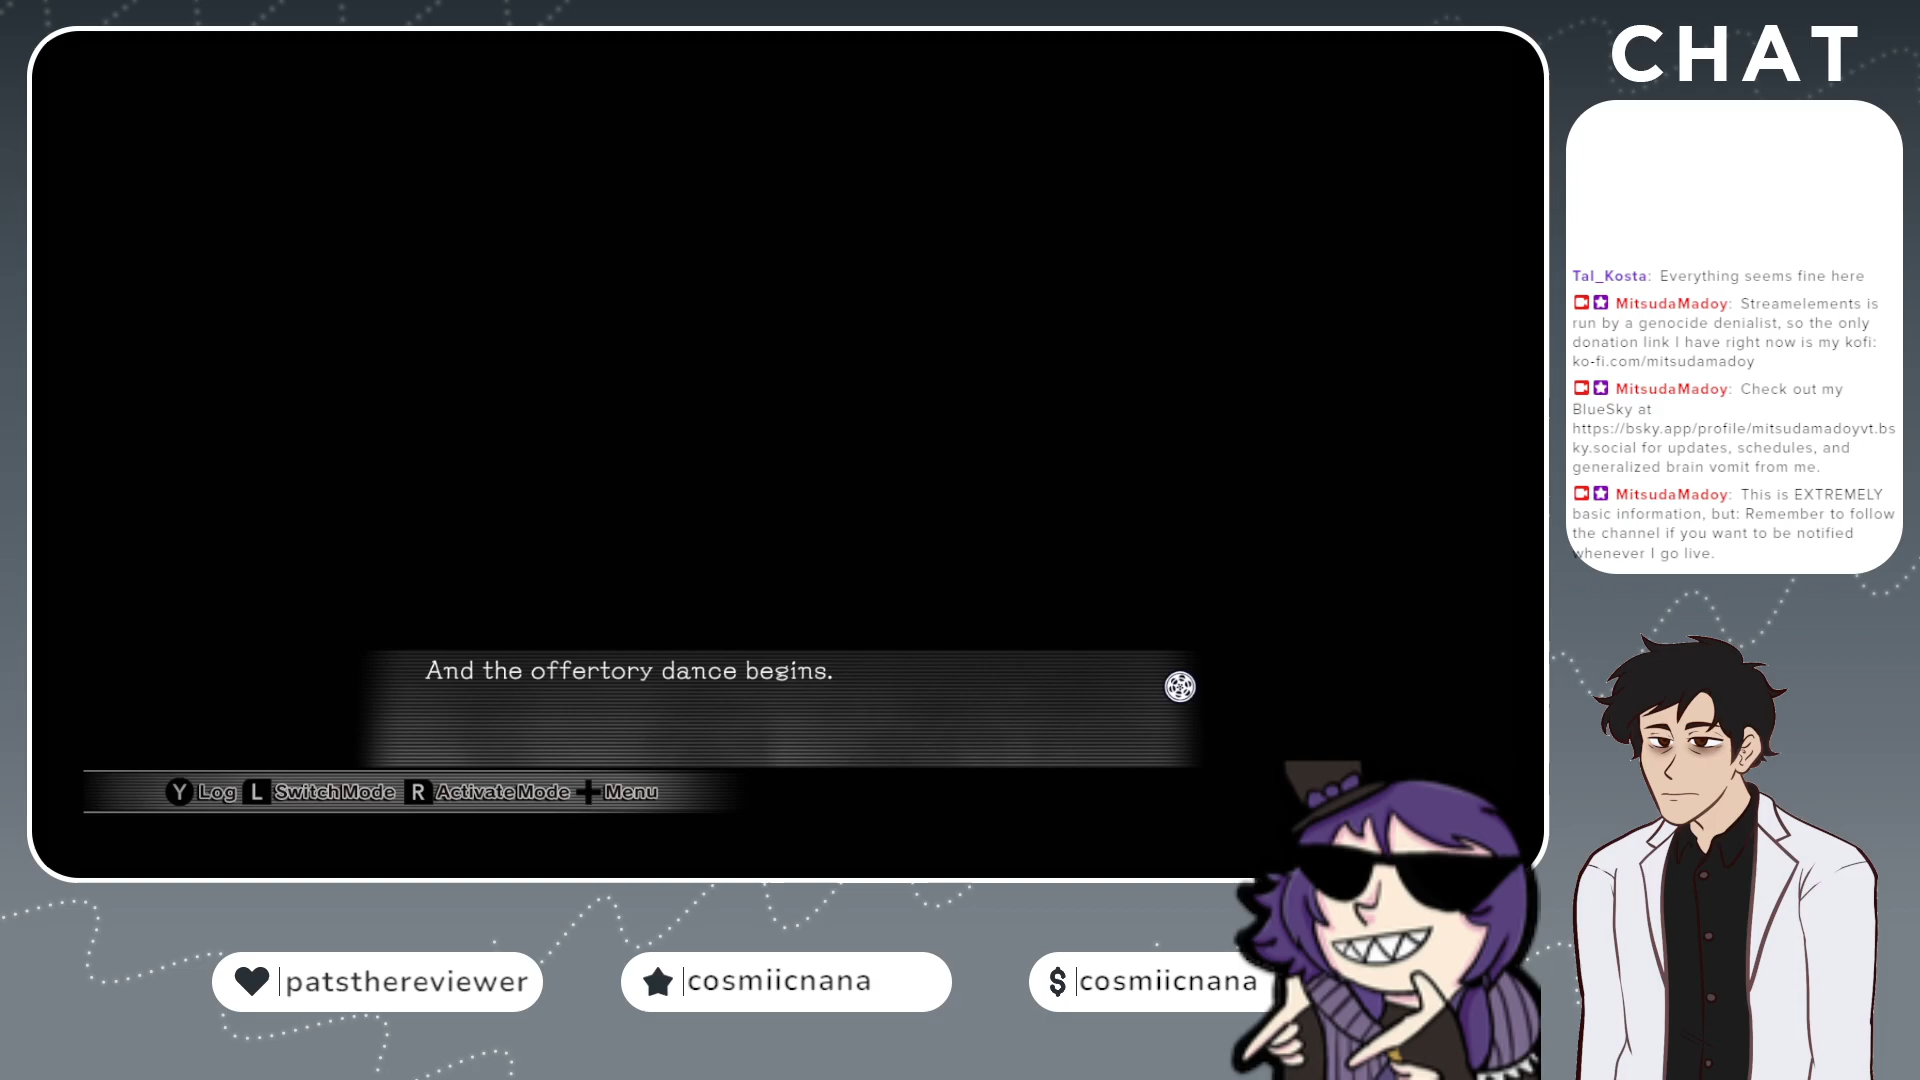 CHAT
Tal_Kosta: Everything seems fine here
MitsudaMadoy: Streamelements is
run by a genocide denialist, so the only
donation link I have right now is my kofi:
ko-fi.com/mitsudamadoy
MitsudaMadoy: Check out my
BlueSky at
https://bsky.app/profile/mitsudamadoyvt.bs
ky.social for updates, schedules, and
generalized brain vomit from me.
MitsudaMadoy: This is EXTREMELY
basic information, but: Remember to follow
the channel if you want to be notified
whenever I go live.
And the offertory dance begins.
Y Log L SwitchMode R ActivateMode + Menu
patsthereviewer
cosmiicnana
$ cosmiicnana